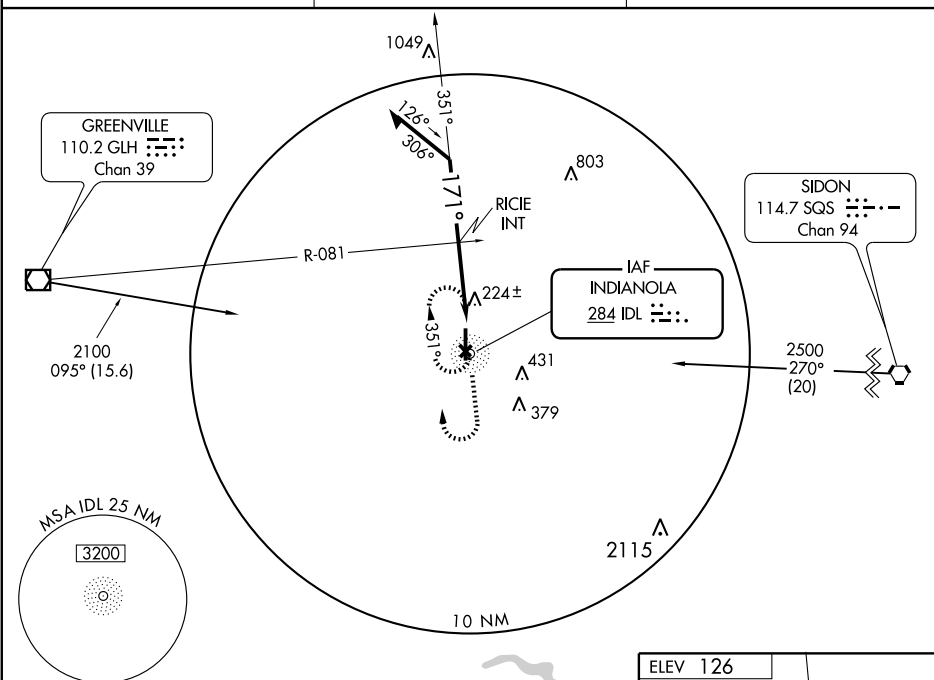 1049
351°
126°
306°
GREENVILLE
110.2 GLH
Chan 39
803
171°
RICIE
INT
SIDON
114.7 SQS
Chan 94
R-081
IAF
INDIANOLA
284 IDL
224±
351°
2100
095° (15.6)
431
2500
270°
(20)
379
MSA IDL 25 NM
3200
2115
10 NM
ELEV 126